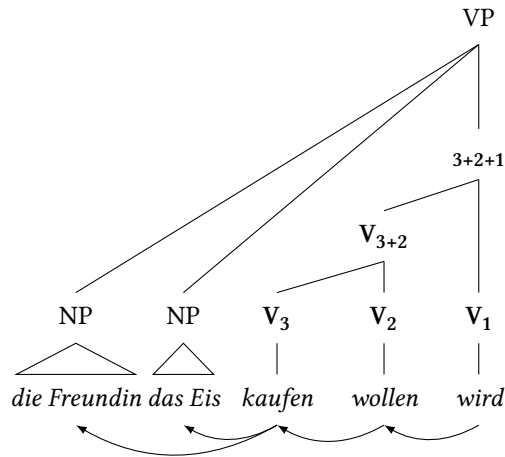 VP
3+2+1
V3+2
NP NP V3 V2 V1
die Freundin das Eis kaufen wollen wird